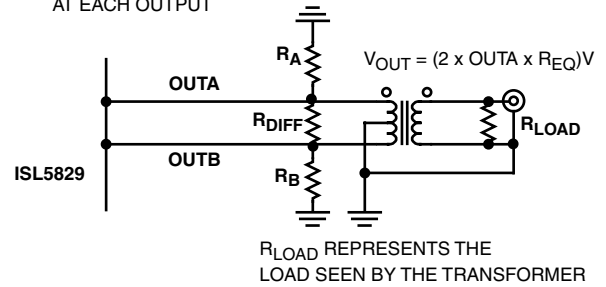 AT EACH OUTPUT
R_A
V_OUT = (2 x OUTA x R_EQ)V
OUTA
R_DIFF
R_LOAD
OUTB
ISL5829
R_B
R_LOAD REPRESENTS THE
LOAD SEEN BY THE TRANSFORMER